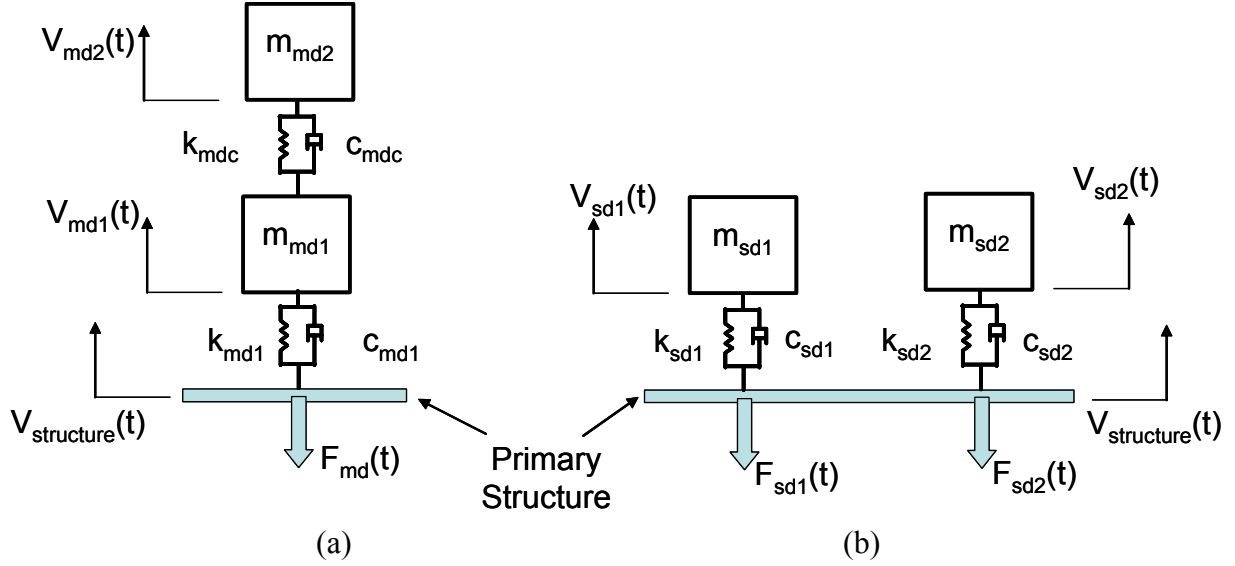 V_md2(t)
m_md2
k_mdc
c_mdc
V_md1(t)
m_md1
k_md1
c_md1
V_structure(t)
F_md(t)
Primary
Structure
V_sd1(t)
m_sd1
m_sd2
V_sd2(t)
k_sd1
c_sd1
k_sd2
c_sd2
V_structure(t)
F_sd1(t)
F_sd2(t)
(a)
(b)